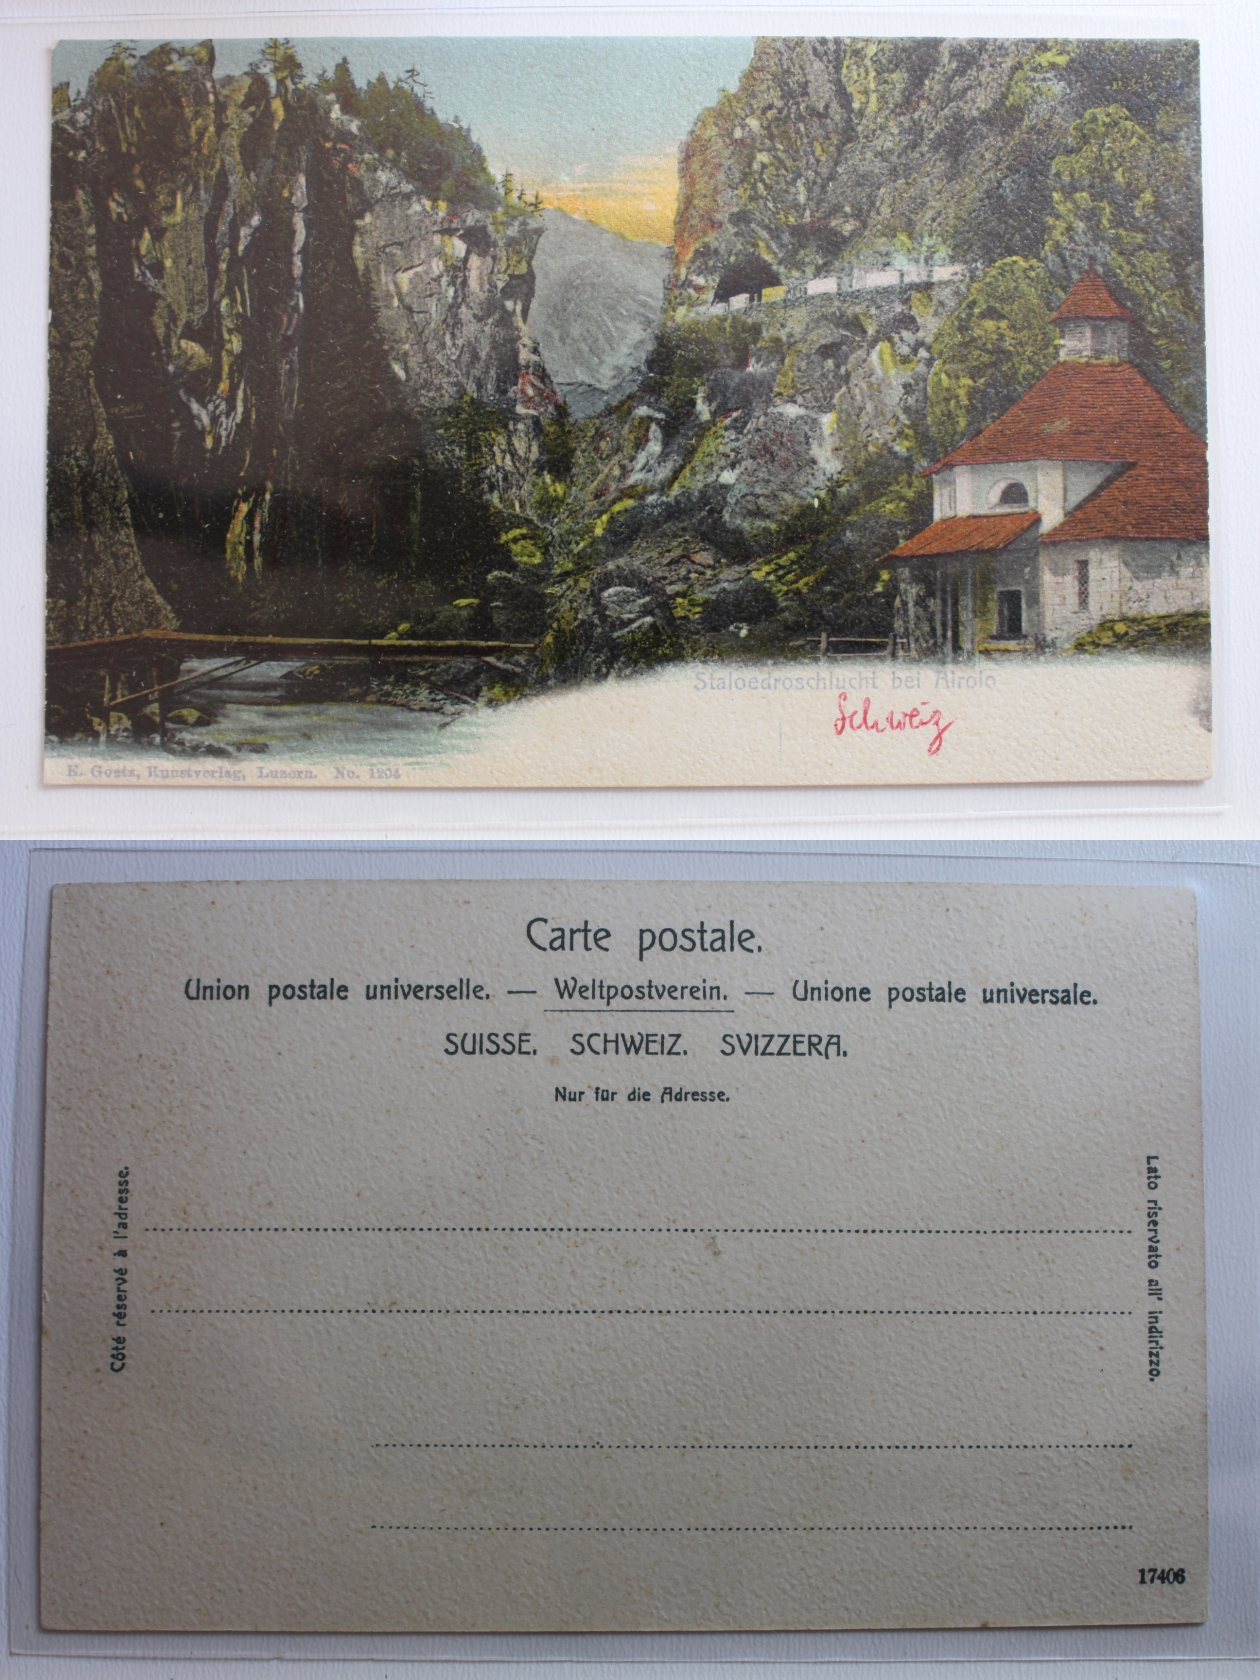 Staloedroschlucht bei Airolo
Schweiz
E. Goetz, Kunstverlag, Luzern. No. 1204
Carte postale.
Union postale universelle. — Weltpostverein. — Unione postale universale.
SUISSE. SCHWEIZ. SVIZZERA.
Nur für die Adresse.
Côté réservé à l'adresse.
Lato riservato all' indirizzo.
17406